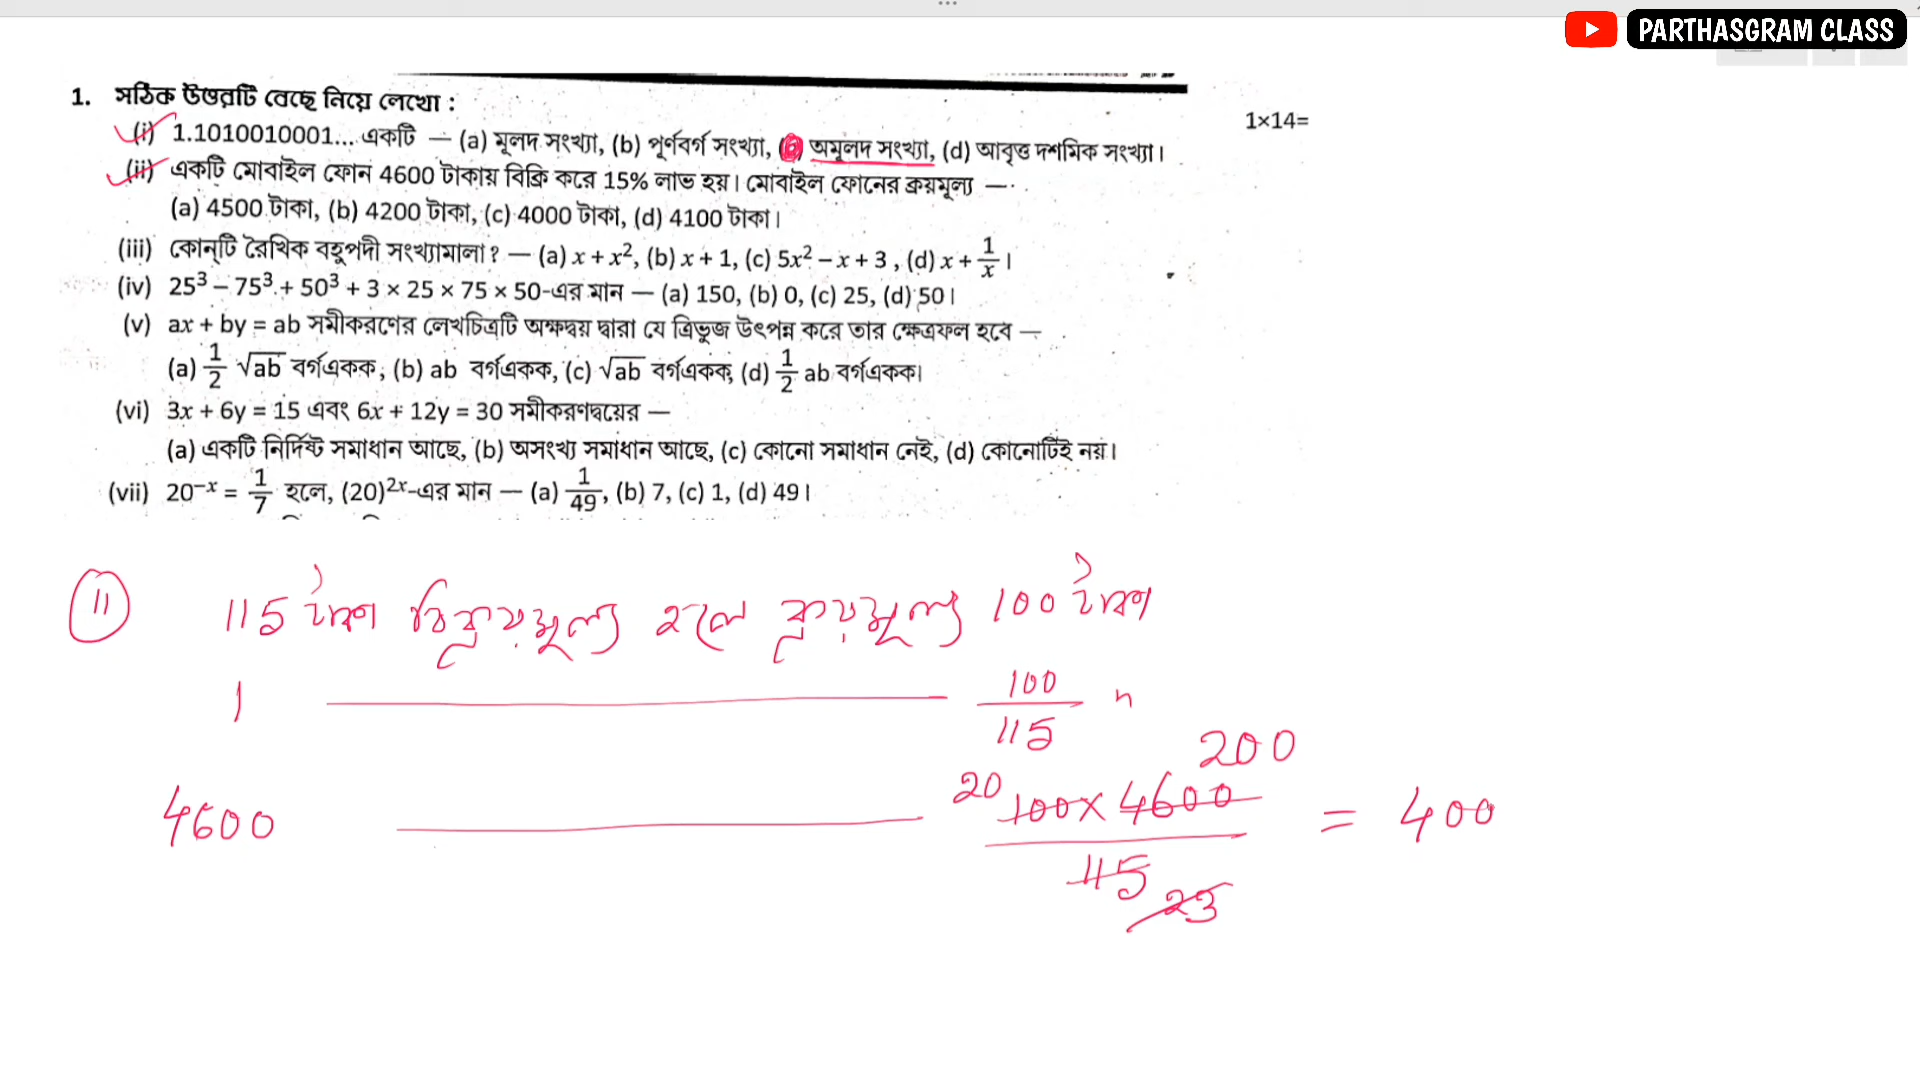 PARTHASGRAM CLASS
1. সঠিক উত্তরটি বেছে নিয়ে লেখো : 1×14=
(i) 1.1010010001... একটি — (a) মূলদ সংখ্যা, (b) পূর্ণবর্গ সংখ্যা, (c) অমূলদ সংখ্যা, (d) আবৃত্ত দশমিক সংখ্যা।
(ii) একটি মোবাইল ফোন 4600 টাকায় বিক্রি করে 15% লাভ হয়। মোবাইল ফোনের ক্রয়মূল্য —
(a) 4500 টাকা, (b) 4200 টাকা, (c) 4000 টাকা, (d) 4100 টাকা।
(iii) কোন্‌টি রৈখিক বহুপদী সংখ্যামালা? — (a) x + x², (b) x + 1, (c) 5x² – x + 3 , (d) x + 1/x ।
(iv) 25³ – 75³ + 50³ + 3 × 25 × 75 × 50-এর মান — (a) 150, (b) 0, (c) 25, (d) 50।
(v) ax + by = ab সমীকরণের লেখচিত্রটি অক্ষদ্বয় দ্বারা যে ত্রিভুজ উৎপন্ন করে তার ক্ষেত্রফল হবে —
(a) 1/2 √ab বর্গএকক, (b) ab বর্গএকক, (c) √ab বর্গএকক, (d) 1/2 ab বর্গএকক।
(vi) 3x + 6y = 15 এবং 6x + 12y = 30 সমীকরণদ্বয়ের —
(a) একটি নির্দিষ্ট সমাধান আছে, (b) অসংখ্য সমাধান আছে, (c) কোনো সমাধান নেই, (d) কোনোটিই নয়।
(vii) 20⁻ˣ = 1/7 হলে, (20)²ˣ-এর মান — (a) 1/49, (b) 7, (c) 1, (d) 49।
11 115 টাকা বিক্রয়মূল্য হলে ক্রয়মূল্য 100 টাকা
1 100/115 "
200
4600 20 100 × 4600 = 400
115 23